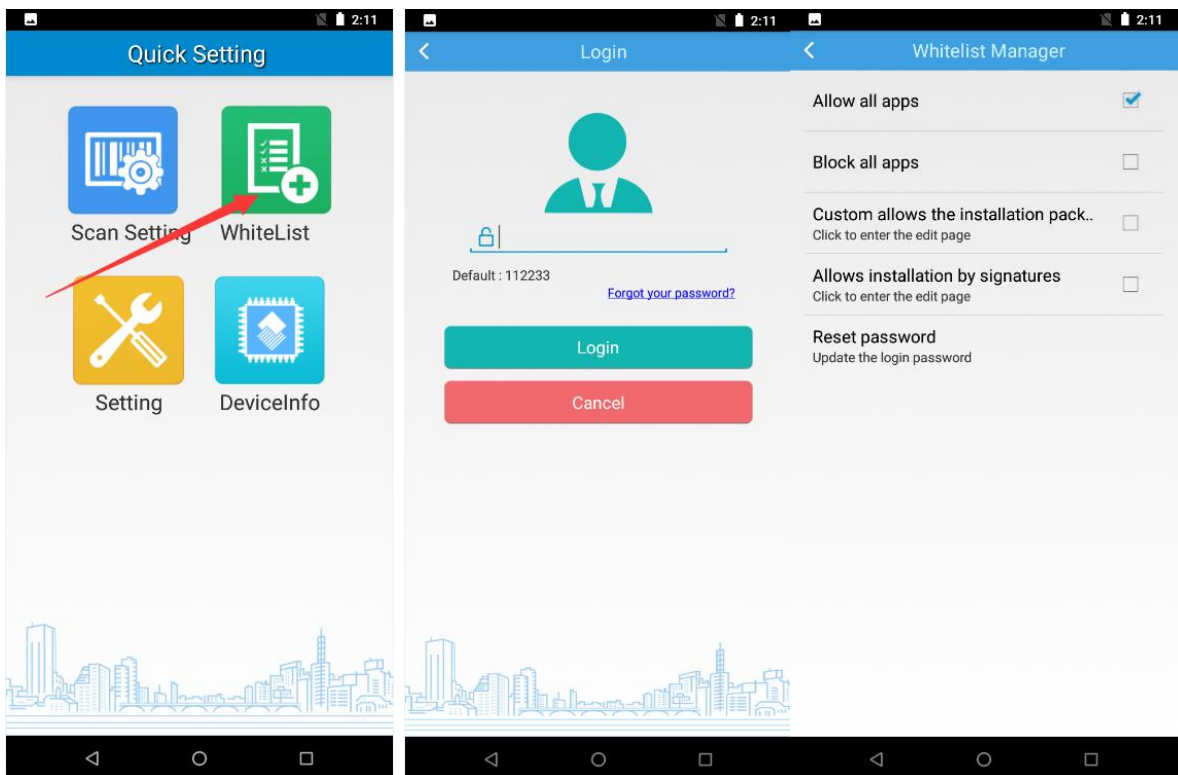 2:11
Quick Setting
Scan Setting
WhiteList
Setting
DeviceInfo
2:11
Login
Default : 112233
Forgot your password?
Login
Cancel
2:11
Whitelist Manager
Allow all apps
Block all apps
Custom allows the installation pack..
Click to enter the edit page
Allows installation by signatures
Click to enter the edit page
Reset password
Update the login password